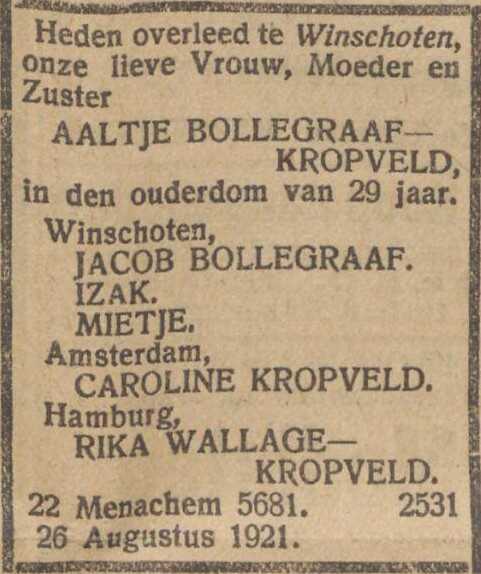 Heden overleed te Winschoten,
onze lieve Vrouw, Moeder en
Zuster
AALTJE BOLLEGRAAF—
KROPVELD,
in den ouderdom van 29 jaar.
Winschoten,
JACOB BOLLEGRAAF.
IZAK.
MIETJE.
Amsterdam,
CAROLINE KROPVELD.
Hamburg,
RIKA WALLAGE—
KROPVELD.
22 Menachem 5681. 2531
26 Augustus 1921.